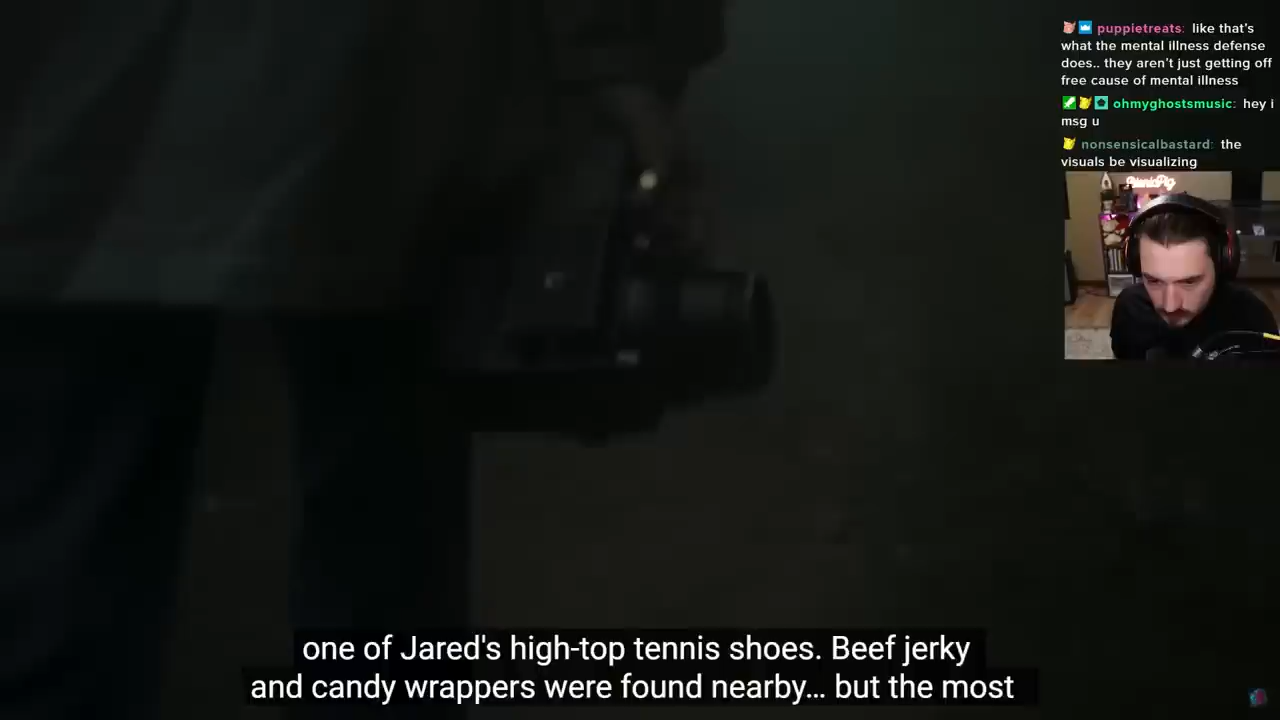 puppietreats: like that's
what the mental illness defense
does.. they aren't just getting off
free cause of mental illness
ohmyghostsmusic: hey i
msg u
nonsensicalbastard: the
visuals be visualizing
one of Jared's high-top tennis shoes. Beef jerky
and candy wrappers were found nearby… but the most